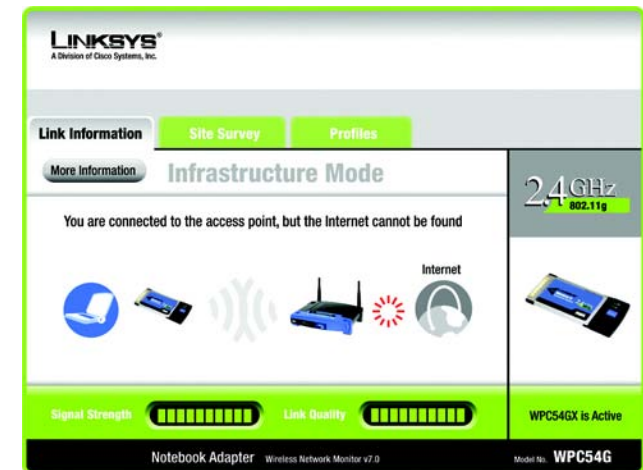 LINKSYS®
A Division of Cisco Systems, Inc.
Link Information
Site Survey
Profiles
More Information
Infrastructure Mode
2.4GHz
802.11g
You are connected to the access point, but the Internet cannot be found
Internet
Signal Strength
Link Quality
WPC54GX is Active
Notebook Adapter Wireless Network Monitor v7.0
Model No. WPC54G